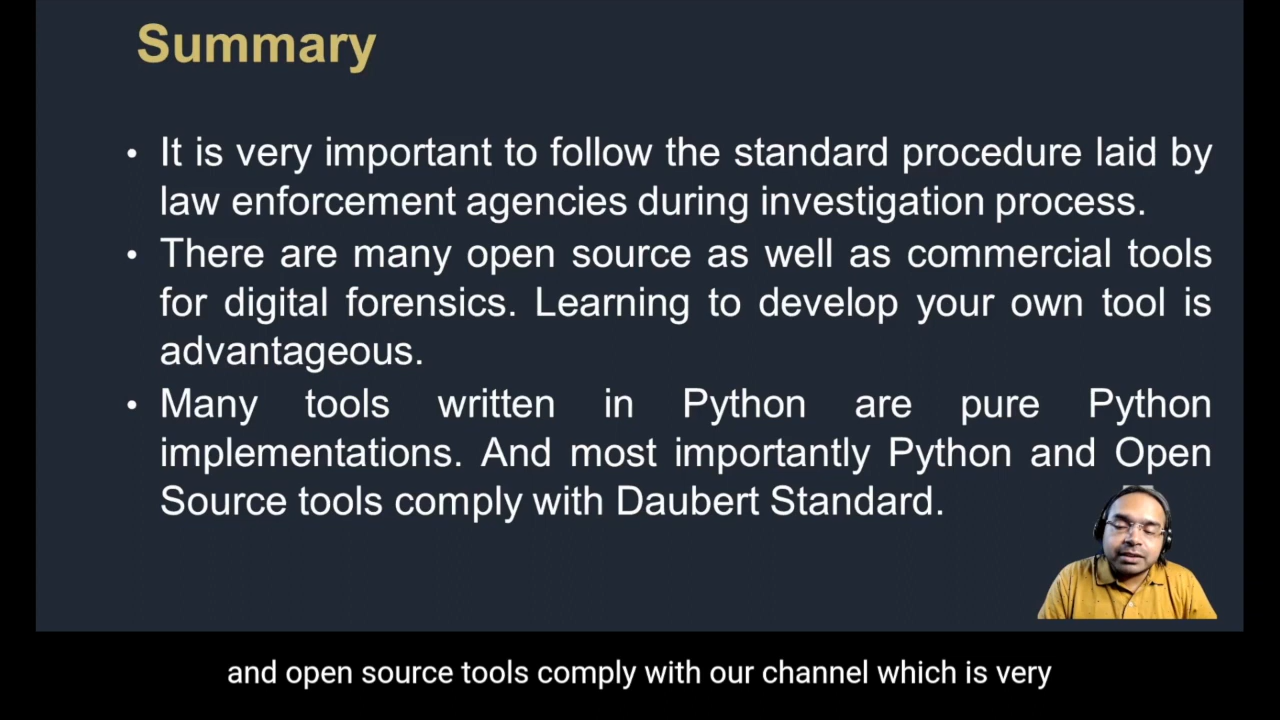 Summary
• It is very important to follow the standard procedure laid by
law enforcement agencies during investigation process.
• There are many open source as well as commercial tools
for digital forensics. Learning to develop your own tool is
advantageous.
• Many tools written in Python are pure Python
implementations. And most importantly Python and Open
Source tools comply with Daubert Standard.
and open source tools comply with our channel which is very